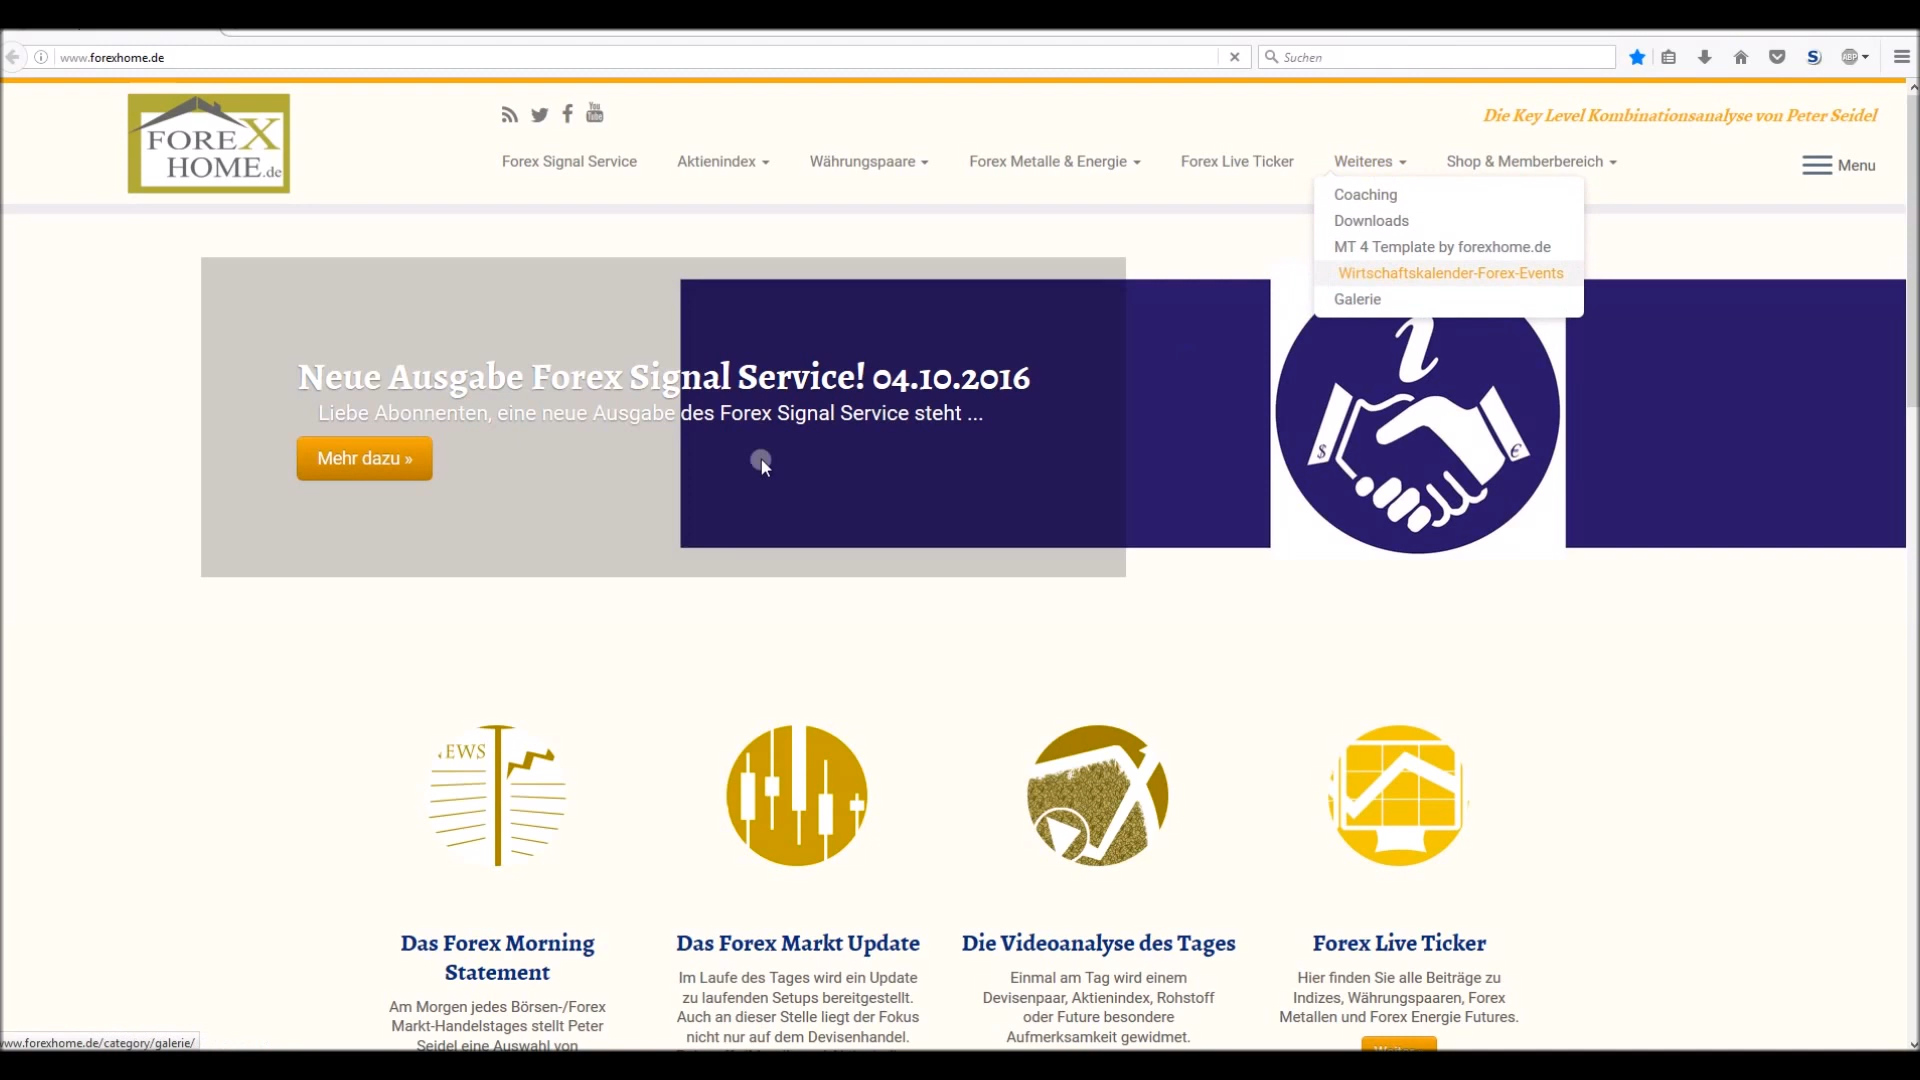 www.forexhome.de
Suchen
ABP
FOREX
HOME.de
You
Tube
Die Key Level Kombinationsanalyse von Peter Seidel
Forex Signal Service Aktienindex Währungspaare Forex Metalle & Energie Forex Live Ticker Weiteres Shop & Memberbereich Menu
Coaching
Downloads
MT 4 Template by forexhome.de
Wirtschaftskalender-Forex-Events
Galerie
Neue Ausgabe Forex Signal Service! 04.10.2016
Liebe Abonnenten, eine neue Ausgabe des Forex Signal Service steht ...
Mehr dazu »
i
$ €
EWS
Das Forex Morning
Statement
Am Morgen jedes Börsen-/Forex
Markt-Handelstages stellt Peter
Seidel eine Auswahl von
Das Forex Markt Update
Im Laufe des Tages wird ein Update
zu laufenden Setups bereitgestellt.
Auch an dieser Stelle liegt der Fokus
nicht nur auf dem Devisenhandel.
Die Videoanalyse des Tages
Einmal am Tag wird einem
Devisenpaar, Aktienindex, Rohstoff
oder Future besondere
Aufmerksamkeit gewidmet.
Forex Live Ticker
Hier finden Sie alle Beiträge zu
Indizes, Währungspaaren, Forex
Metallen und Forex Energie Futures.
www.forexhome.de/category/galerie/